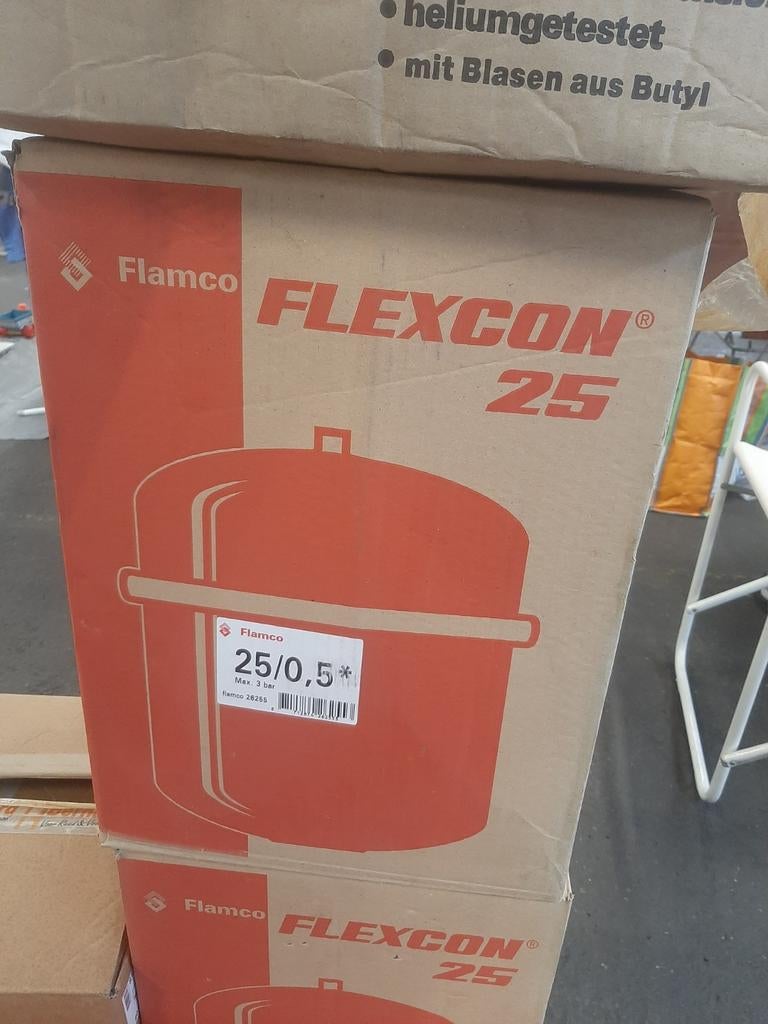 • heliumgetestet
• mit Blasen aus Butyl
Flamco
FLEXCON®
25
Flamco
25/0,5*
Max. 3 bar
flamco 26255
Flamco
FLEXCON®
25